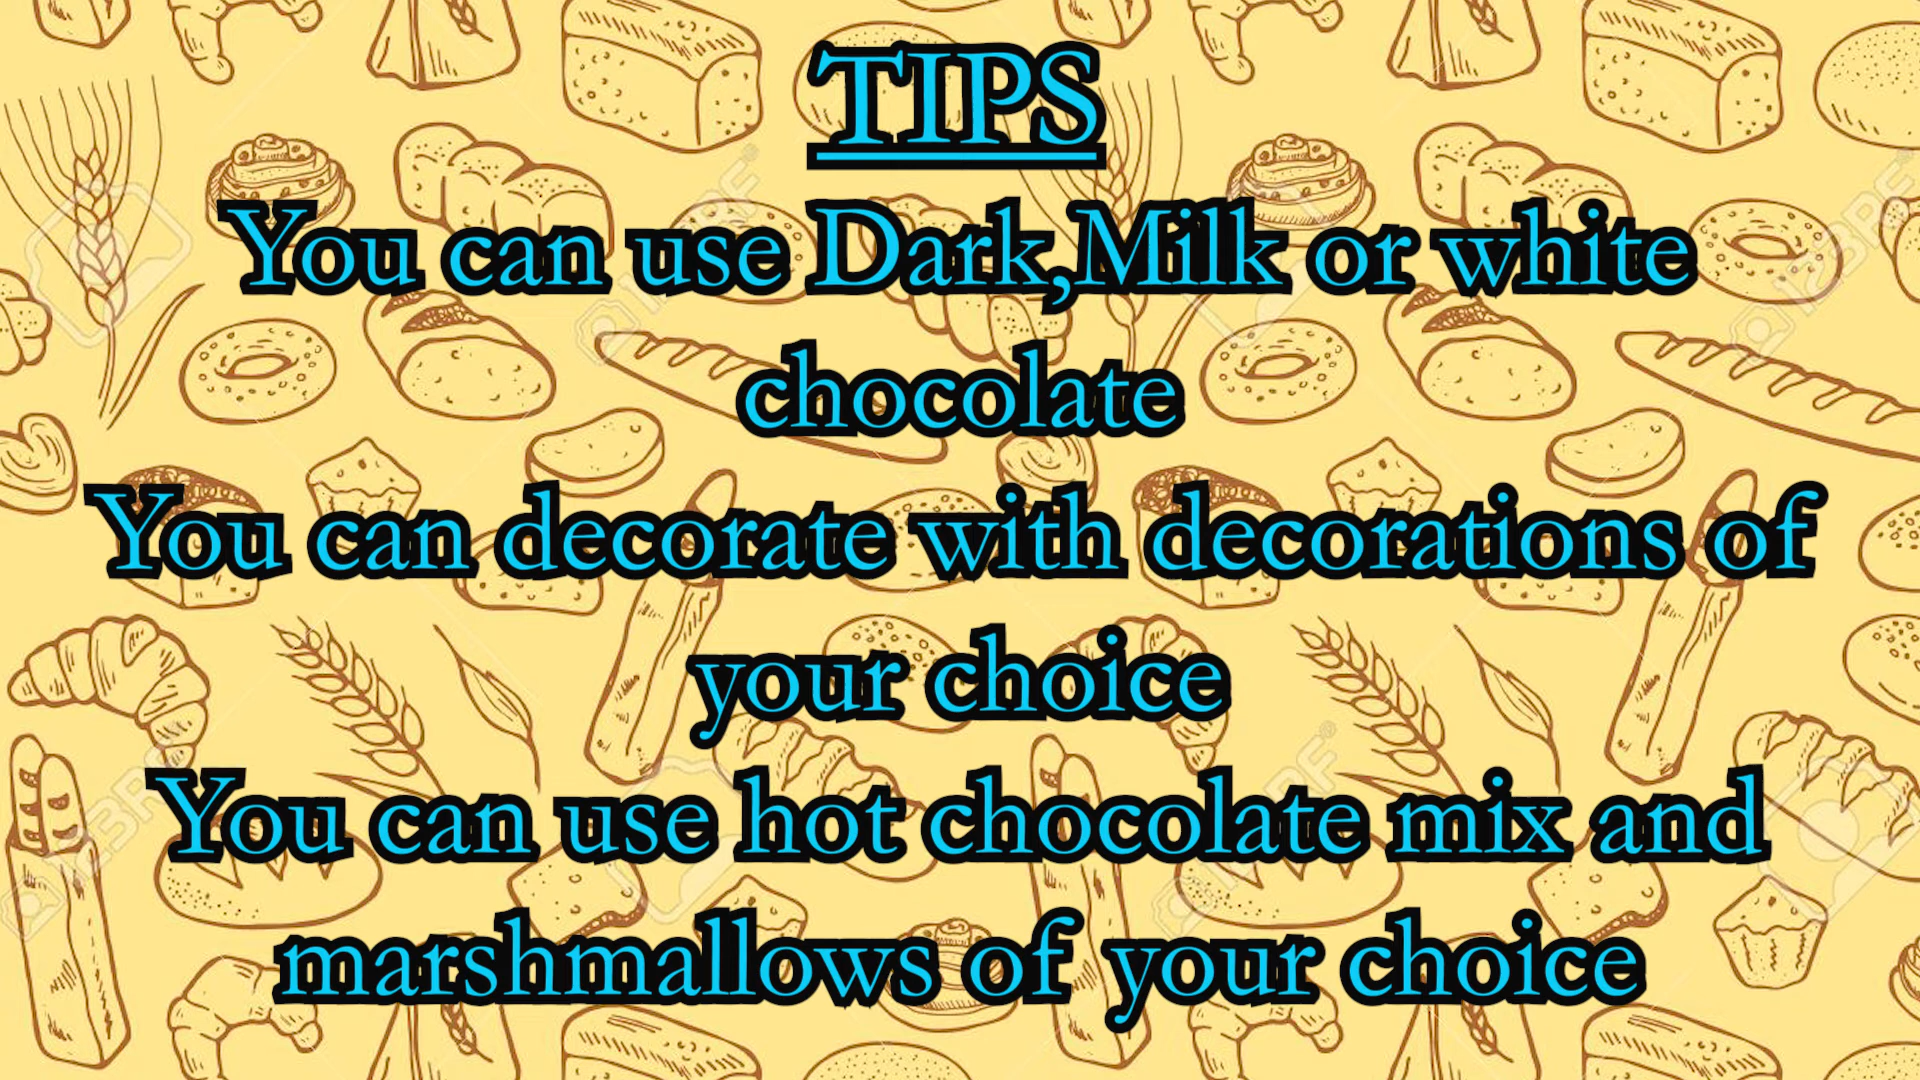 TIPS
You can use Dark,Milk or white
chocolate
You can decorate with decorations of
your choice
You can use hot chocolate mix and
marshmallows of your choice